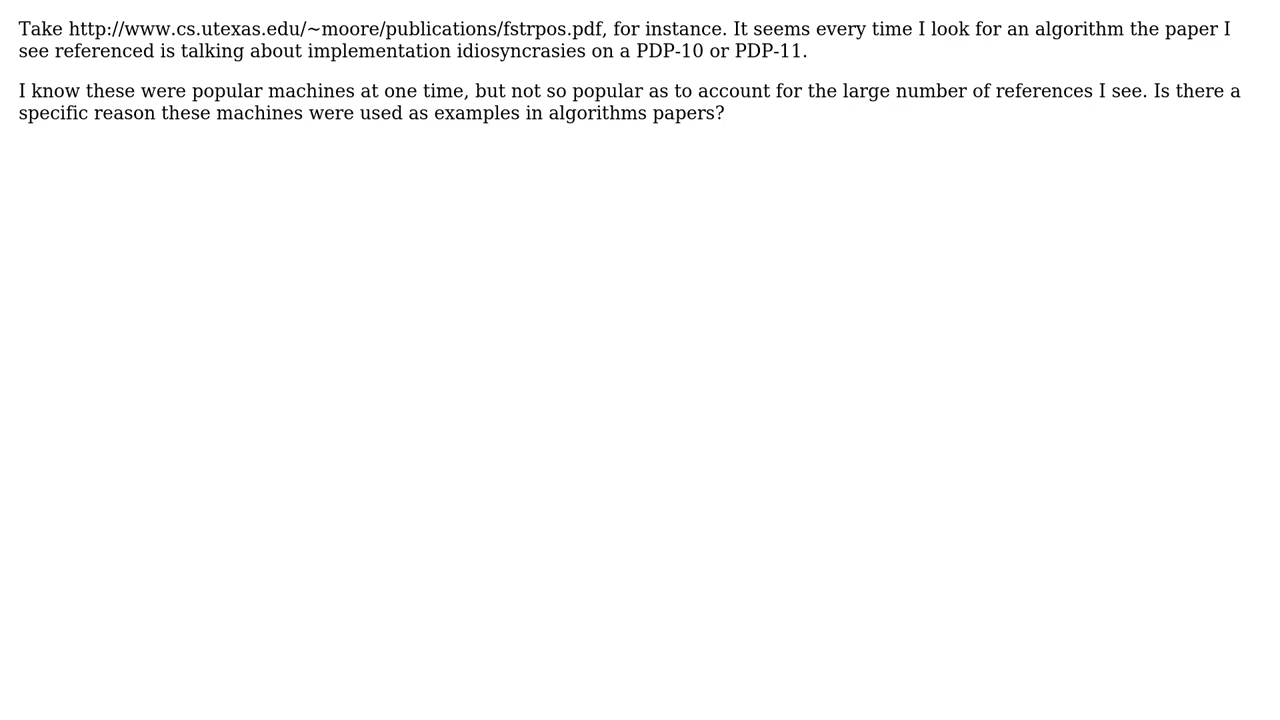 Take http://www.cs.utexas.edu/~moore/publications/fstrpos.pdf, for instance. It seems every time I look for an algorithm the paper I
see referenced is talking about implementation idiosyncrasies on a PDP-10 or PDP-11.
I know these were popular machines at one time, but not so popular as to account for the large number of references I see. Is there a
specific reason these machines were used as examples in algorithms papers?